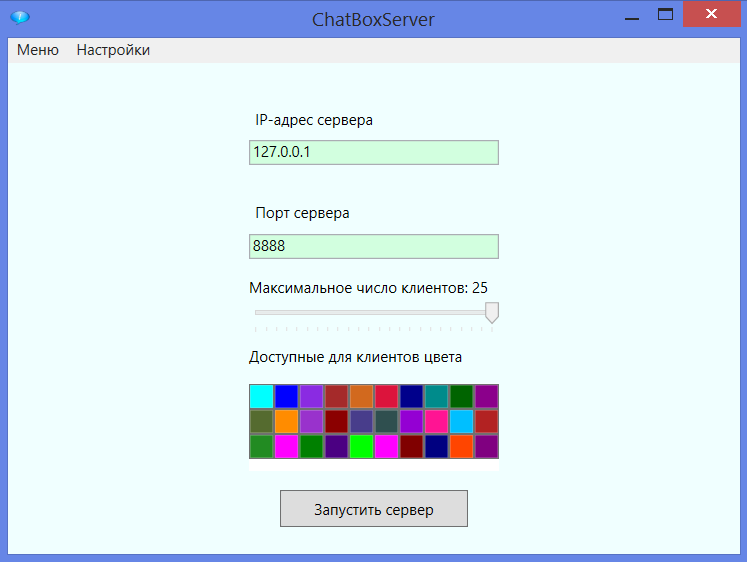 ChatBoxServer
Меню Настройки
IP-адрес сервера
127.0.0.1
Порт сервера
8888
Максимальное число клиентов: 25
Доступные для клиентов цвета
Запустить сервер